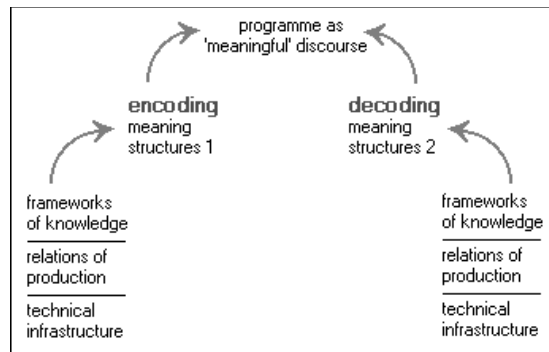 programme as
'meaningful' discourse
encoding
meaning
structures 1
decoding
meaning
structures 2
frameworks
of knowledge
relations of
production
technical
infrastructure
frameworks
of knowledge
relations of
production
technical
infrastructure